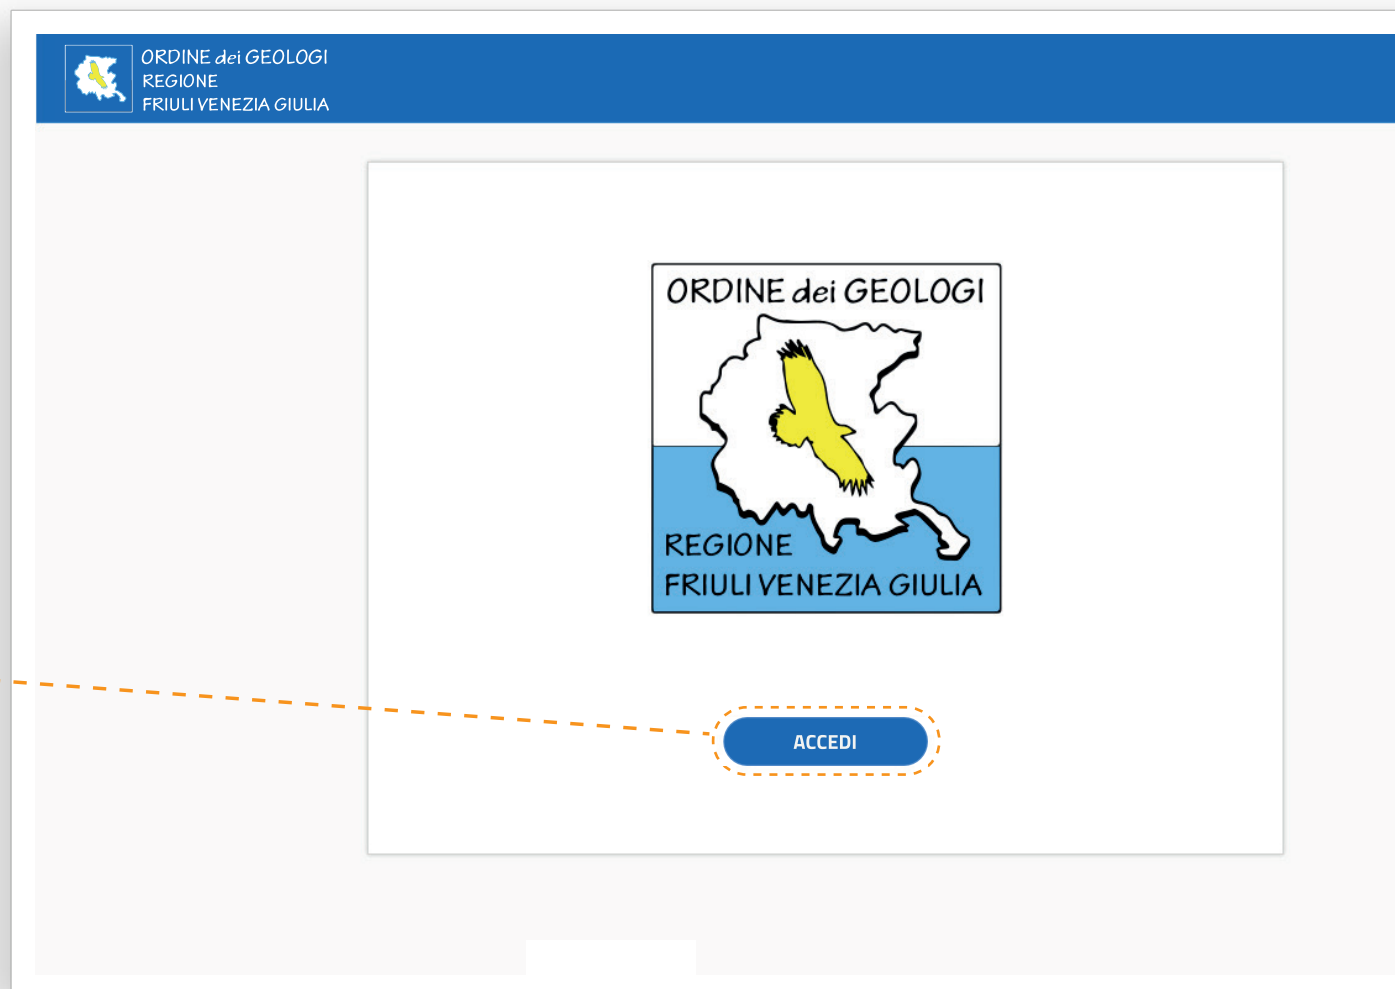 ORDINE dei GEOLOGI
REGIONE
FRIULI VENEZIA GIULIA
ORDINE dei GEOLOGI
REGIONE
FRIULI VENEZIA GIULIA
ACCEDI